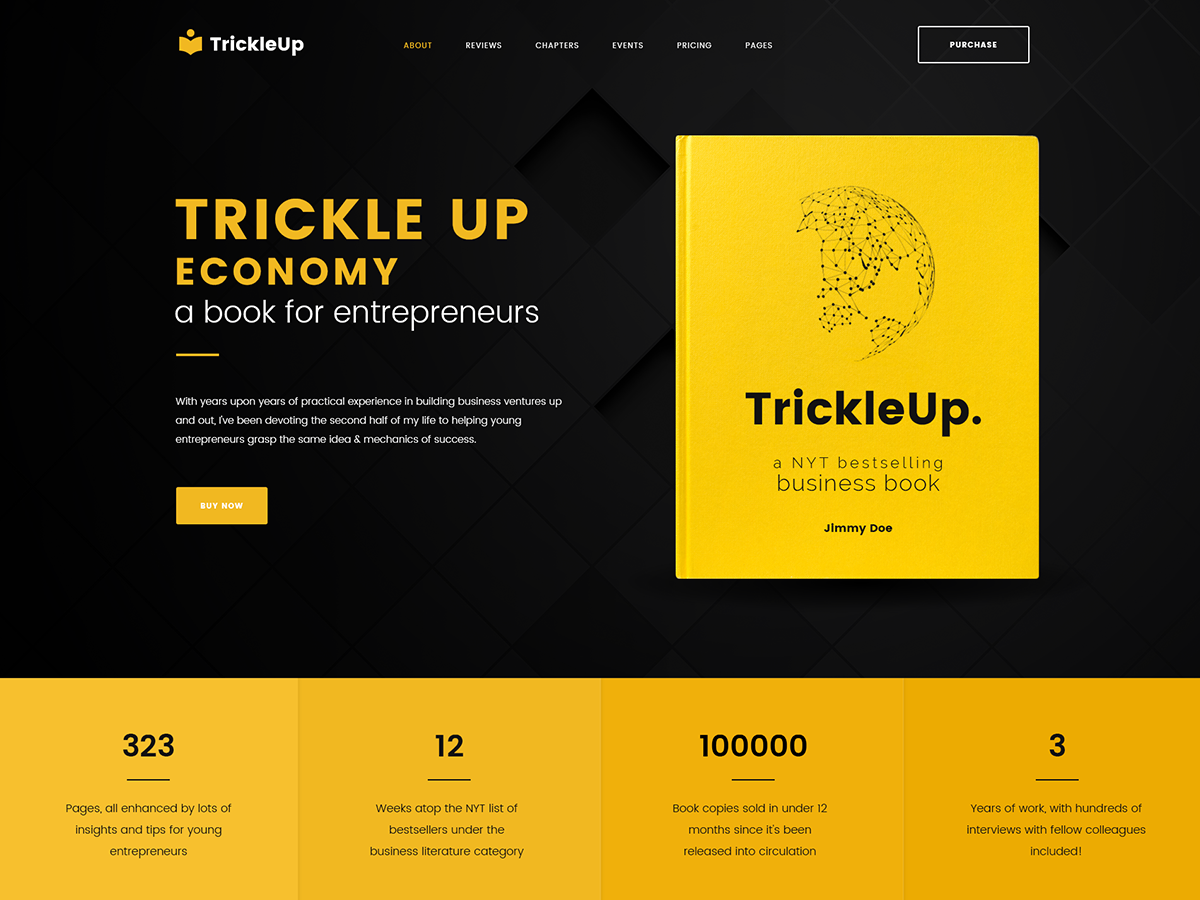 TrickleUp
ABOUT REVIEWS CHAPTERS EVENTS PRICING PAGES
PURCHASE
TRICKLE UP
ECONOMY
a book for entrepreneurs
With years upon years of practical experience in building business ventures up
and out, I've been devoting the second half of my life to helping young
entrepreneurs grasp the same idea & mechanics of success.
BUY NOW
TrickleUp.
a NYT bestselling
business book
Jimmy Doe
323
Pages, all enhanced by lots of
insights and tips for young
entrepreneurs
12
Weeks atop the NYT list of
bestsellers under the
business literature category
100000
Book copies sold in under 12
months since it's been
released into circulation
3
Years of work, with hundreds of
interviews with fellow colleagues
included!